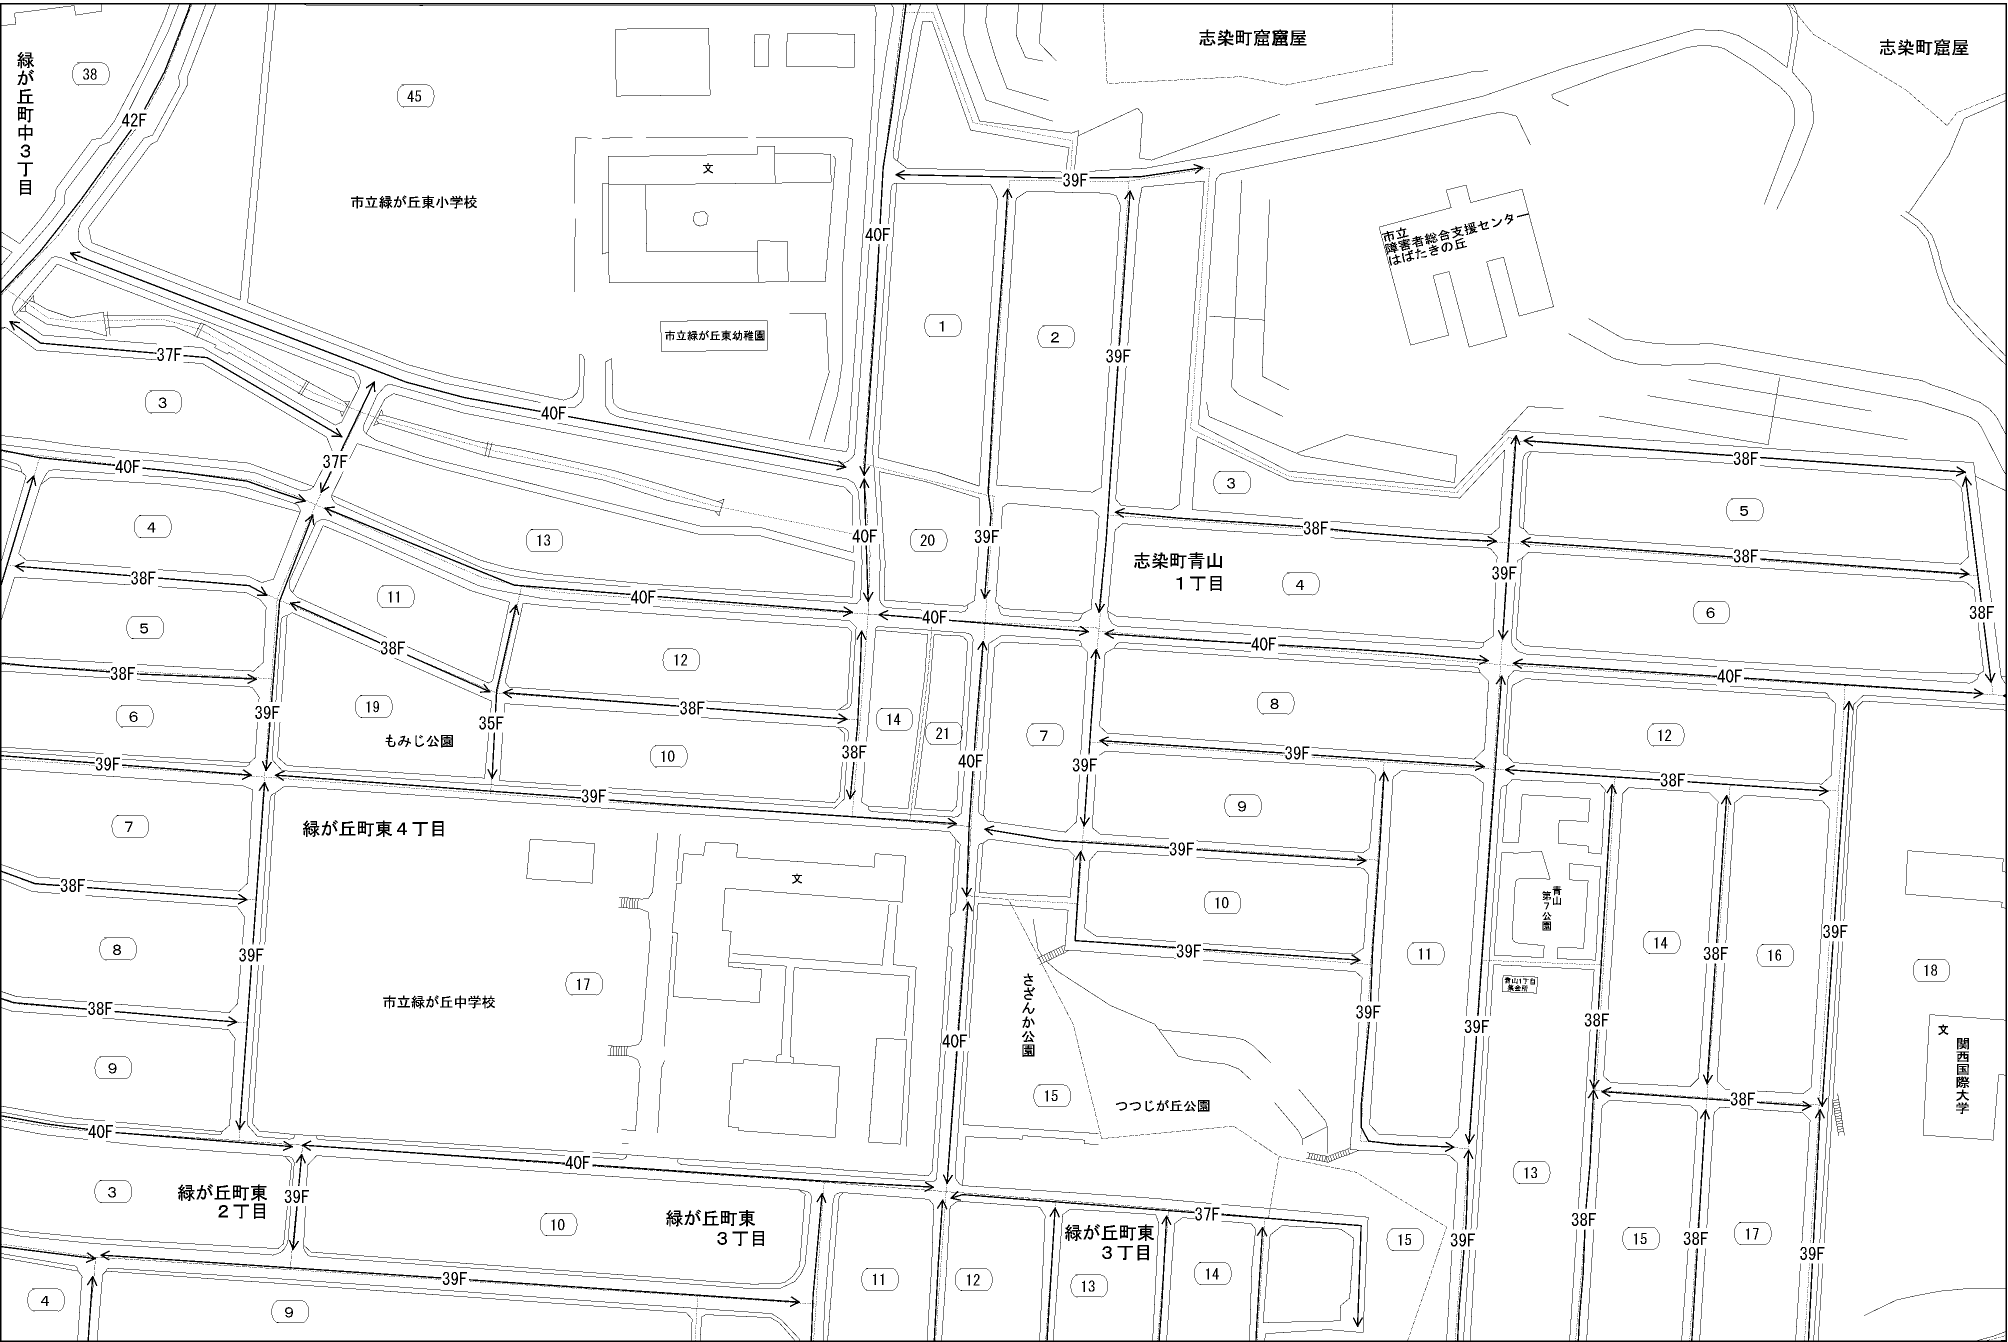 志染町窟屋
志染町窟屋
緑が丘町中3丁目
38
45
42F
文
市立緑が丘東小学校
39F
40F
市立
障害者総合支援センター
はばたきの丘
市立緑が丘東幼稚園
1
2
37F
39F
3
40F
37F
40F
38F
3
5
4
13
40F
20
39F
38F
38F
志染町青山
1丁目
4
39F
38F
11
40F
40F
6
38F
5
38F
12
40F
40F
38F
6
39F
19
もみじ公園
35F
38F
14
21
7
8
12
10
38F
40F
39F
39F
38F
39F
39F
7
緑が丘町東4丁目
9
38F
文
39F
10
青山
第7公園
8
39F
39F
11
14
38F
16
39F
18
17
市立緑が丘中学校
さざんか公園
青山1丁目
集会所
38F
40F
39F
39F
38F
文
関西国際大学
9
15
つつじが丘公園
38F
40F
40F
13
3
緑が丘町東
2丁目
39F
10
緑が丘町東
3丁目
37F
緑が丘町東
3丁目
15
39F
38F
15
38F
17
39F
39F
11
12
13
14
4
9